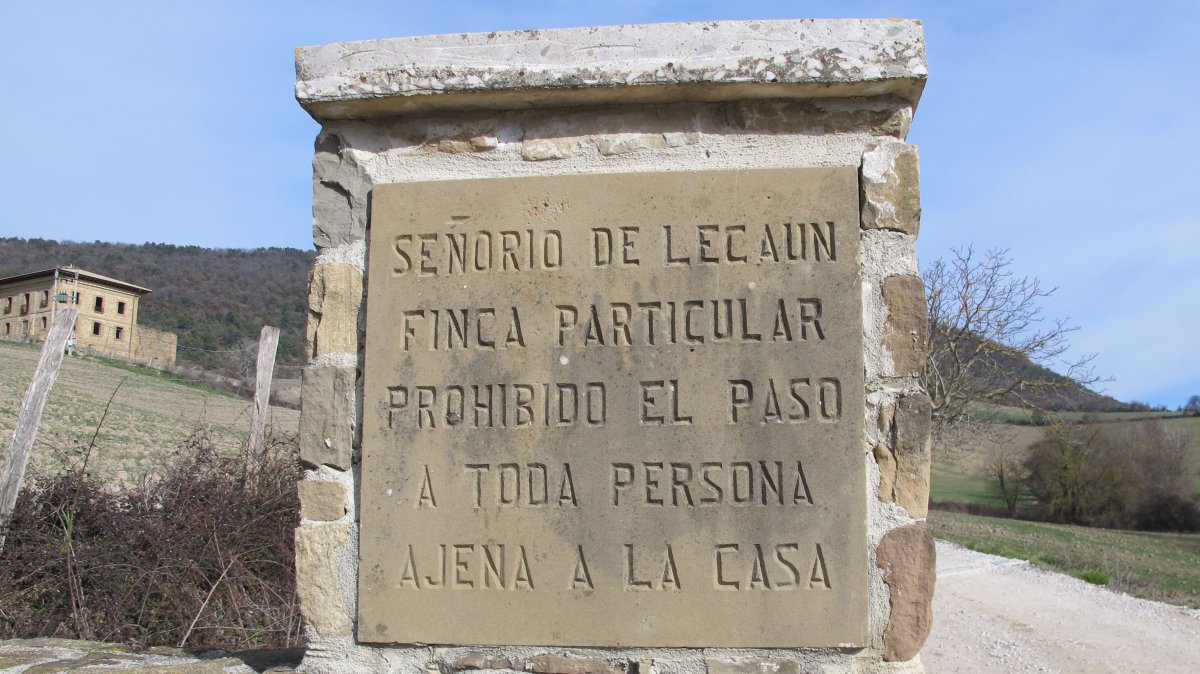 SEÑORIO DE LECAUN
FINCA PARTICULAR
PROHIBIDO EL PASO
A TODA PERSONA
AJENA A LA CASA